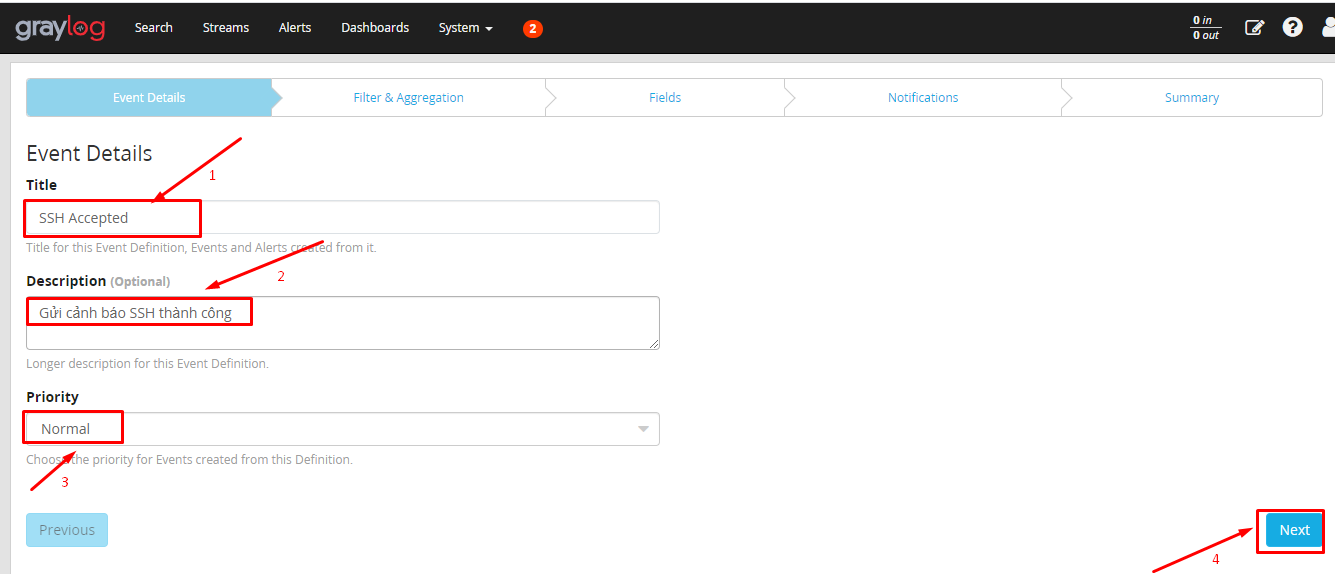 graylog Search Streams Alerts Dashboards System 2 0 in
0 out
Event Details Filter & Aggregation Fields Notifications Summary
Event Details
1
Title
SSH Accepted
Title for this Event Definition, Events and Alerts created from it.
2
Description (Optional)
Gửi cảnh báo SSH thành công
Longer description for this Event Definition.
Priority
Normal
Choose the priority for Events created from this Definition.
3
Previous Next
4